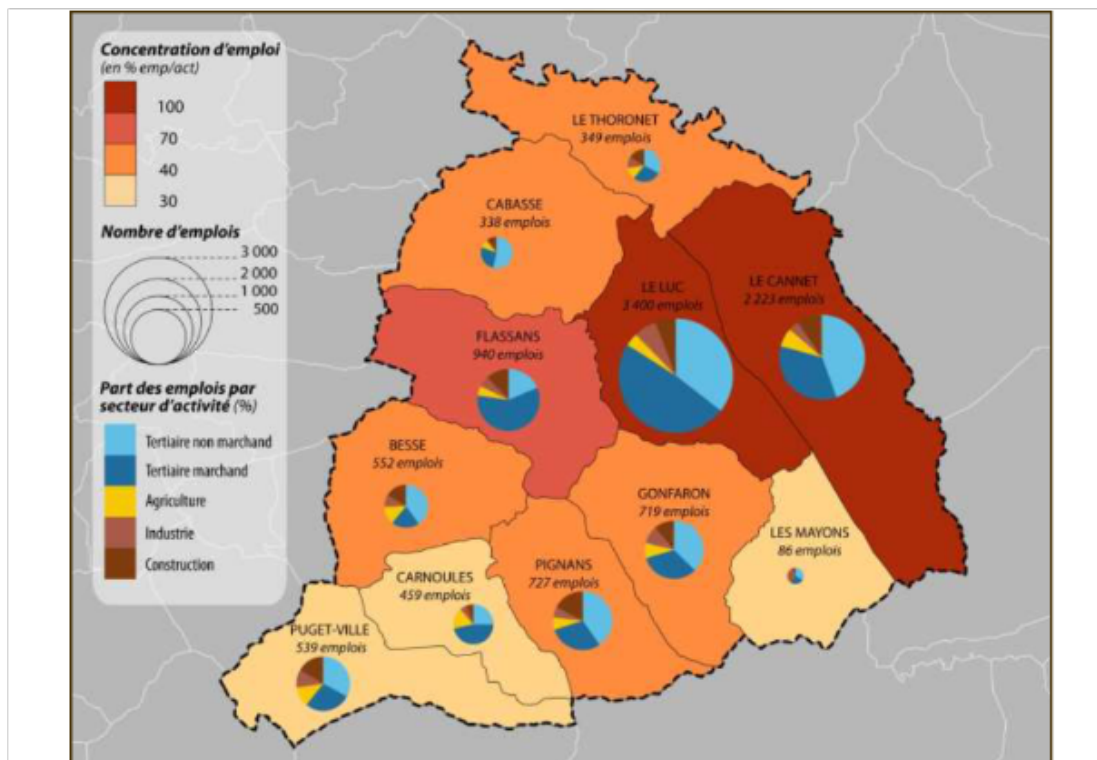 Concentration d'emploi
(en % emp/act)
100
70
40
30
Nombre d'emplois
3 000
2 000
1 000
500
Part des emplois par
secteur d'activité (%)
Tertiaire non marchand
Tertiaire marchand
Agriculture
Industrie
Construction
LE THORONET
349 emplois
CABASSE
338 emplois
LE LUC
3 400 emplois
LE CANNET
2 223 emplois
FLASSANS
940 emplois
BESSE
552 emplois
GONFARON
719 emplois
LES MAYONS
86 emplois
PIGNANS
727 emplois
CARNOULES
459 emplois
PUGET-VILLE
539 emplois